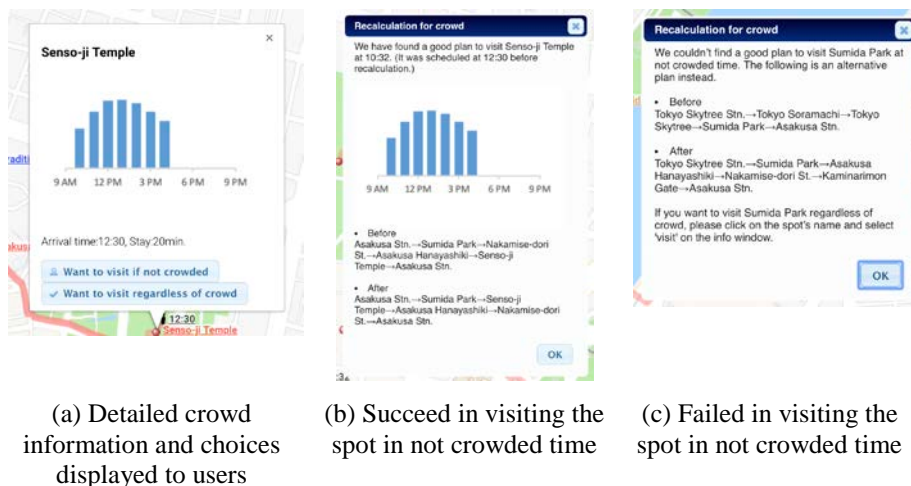 Senso-ji Temple
×
9 AM 12 PM 3 PM 6 PM 9 PM
Arrival time:12:30, Stay:20min.
Want to visit if not crowded
Want to visit regardless of crowd
12:30
Senso-ji Temple
Recalculation for crowd
We have found a good plan to visit Senso-ji Temple
at 10:32. (It was scheduled at 12:30 before
recalculation.)
9 AM 12 PM 3 PM 6 PM 9 PM
• Before
Asakusa Stn.→Sumida Park→Nakamise-dori
St.→Asakusa Hanayashiki→Senso-ji
Temple→Asakusa Stn.
• After
Asakusa Stn.→Sumida Park→Senso-ji
Temple→Asakusa Hanayashiki→Nakamise-dori
St.→Asakusa Stn.
OK
Recalculation for crowd
We couldn't find a good plan to visit Sumida Park at
not crowded time. The following is an alternative
plan instead.
• Before
Tokyo Skytree Stn.→Tokyo Soramachi→Tokyo
Skytree→Sumida Park→Asakusa Stn.
• After
Tokyo Skytree Stn.→Sumida Park→Asakusa
Hanayashiki→Nakamise-dori St.→Kaminarimon
Gate→Asakusa Stn.
If you want to visit Sumida Park regardless of
crowd, please click on the spot's name and select
'visit' on the info window.
OK
(a) Detailed crowd
information and choices
displayed to users
(b) Succeed in visiting the
spot in not crowded time
(c) Failed in visiting the
spot in not crowded time